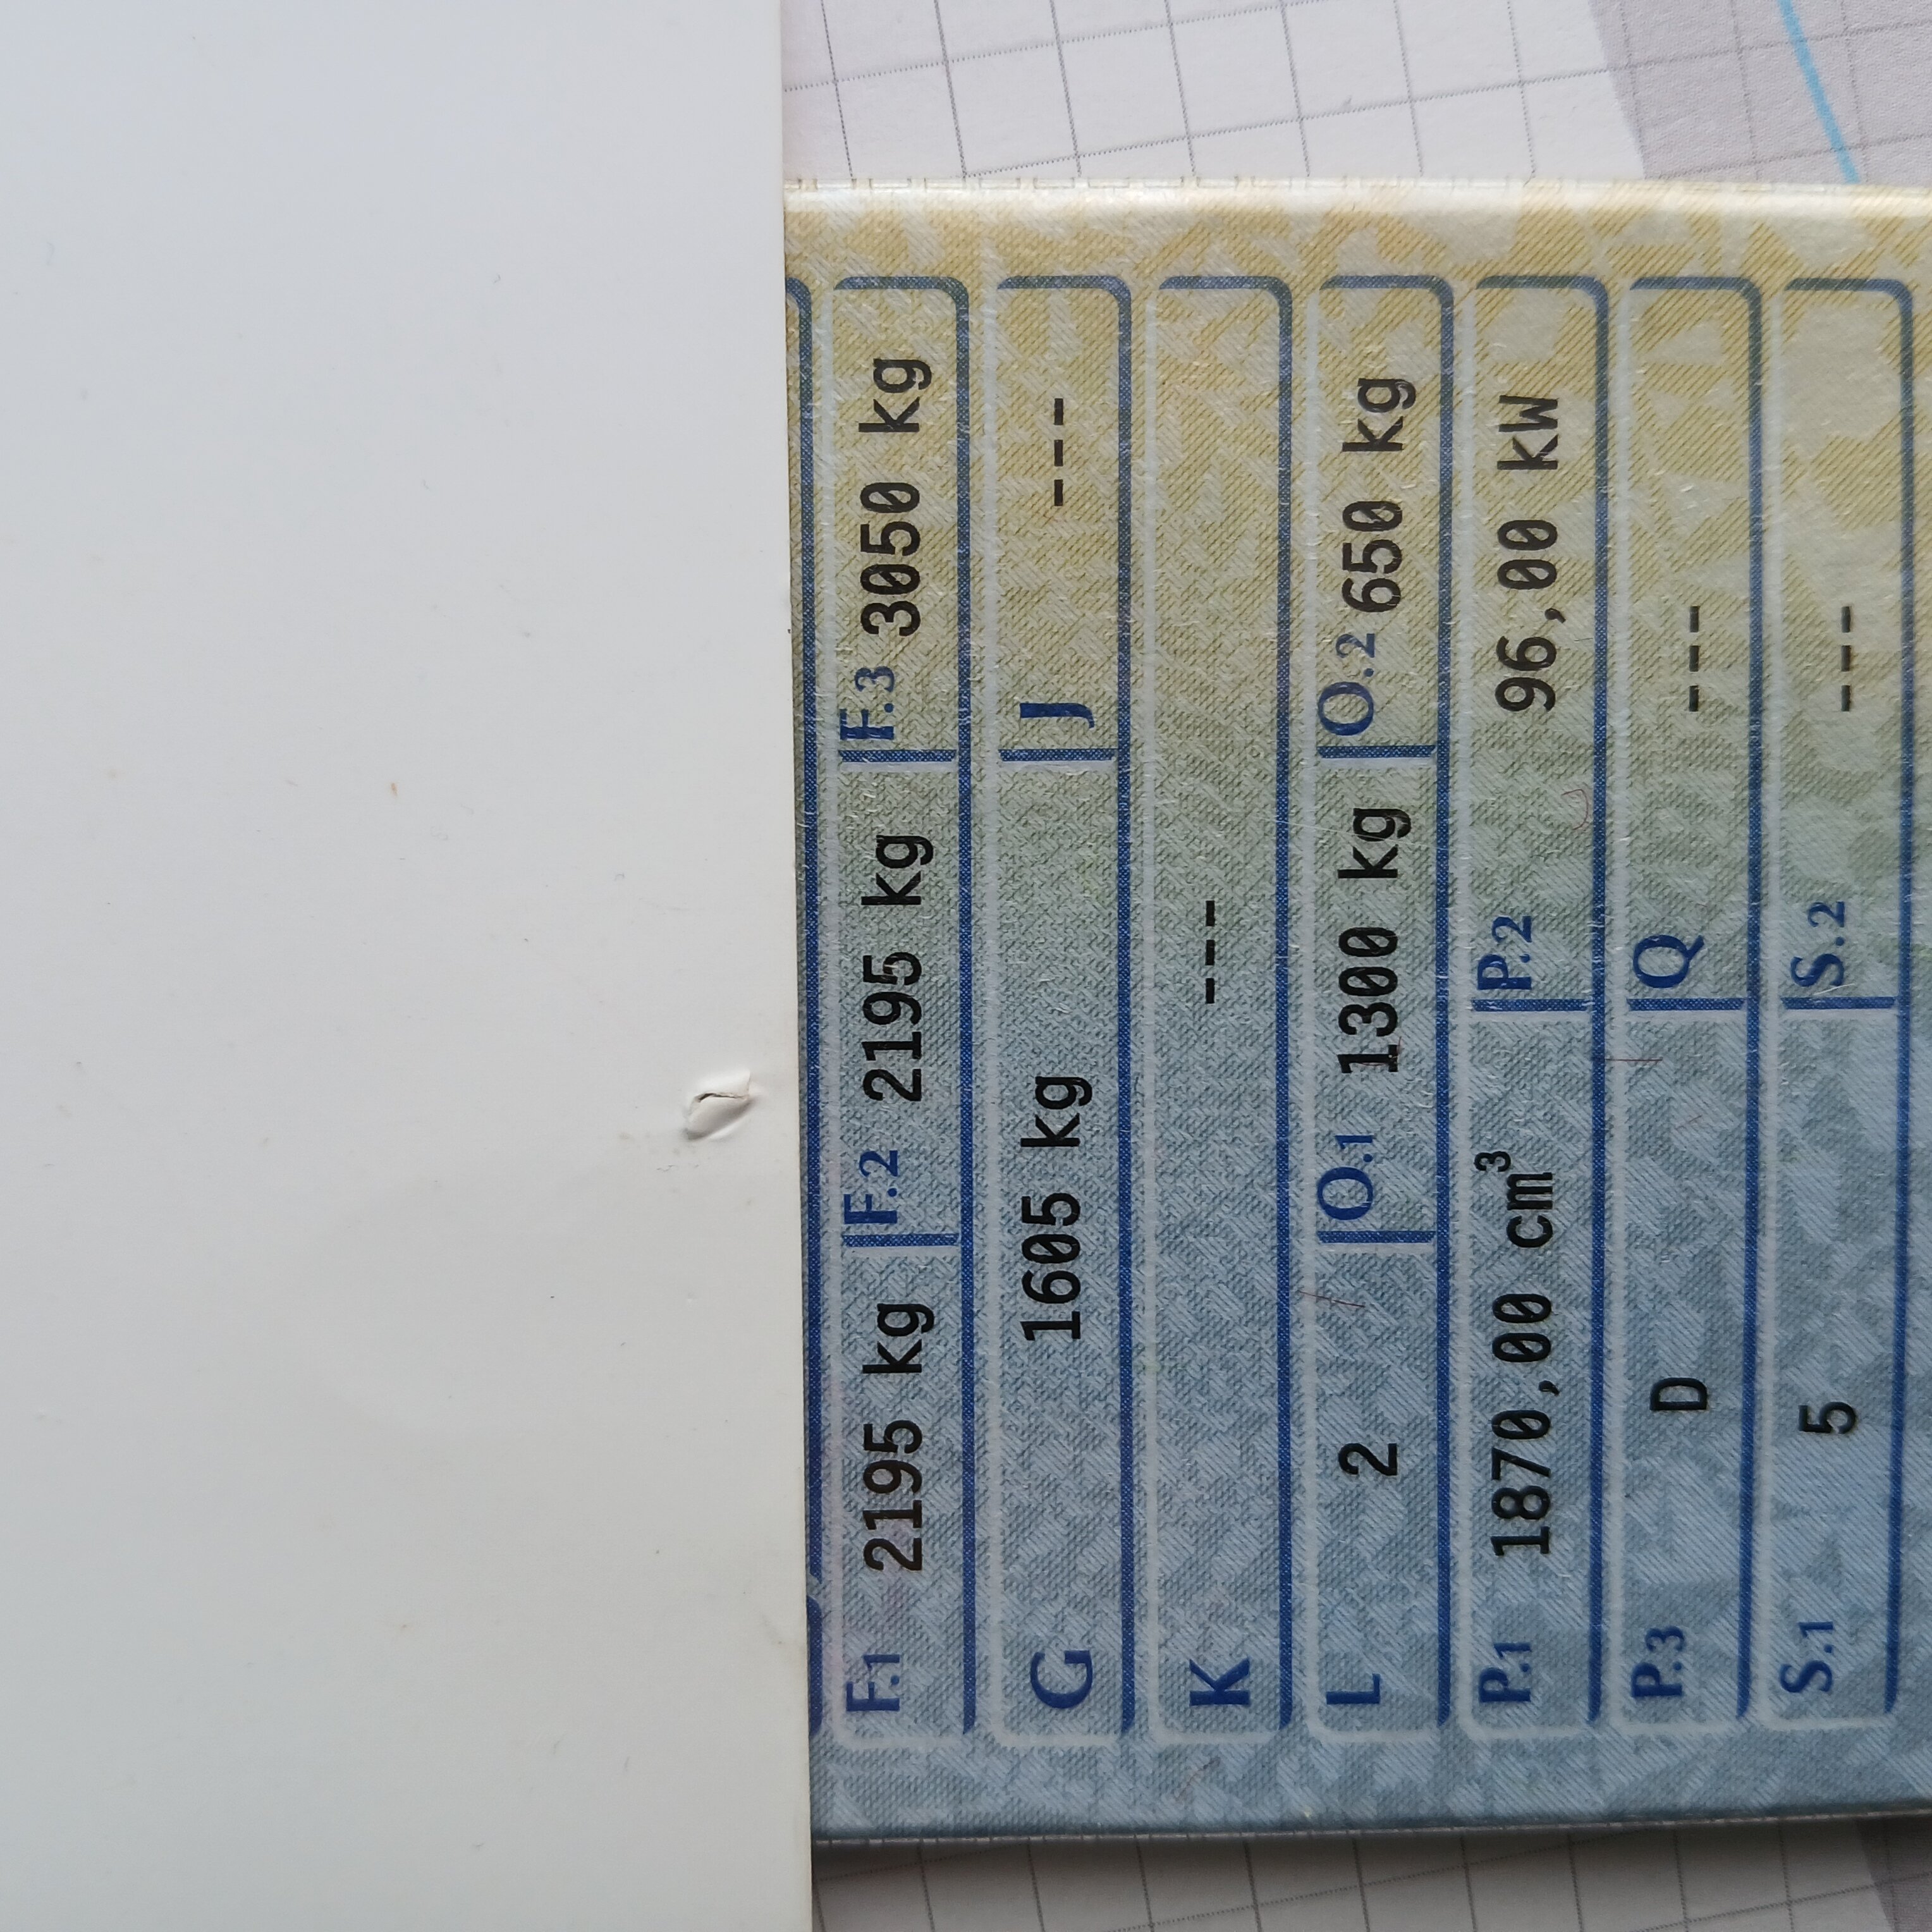 F.1 2195 kg F.2 2195 kg F.3 3050 kg
G 1605 kg J ---
K ---
L 2 O.1 1300 kg O.2 650 kg
P.1 1870,00 cm³ P.2 96,00 kW
P.3 D Q ---
S.1 5 S.2 ---